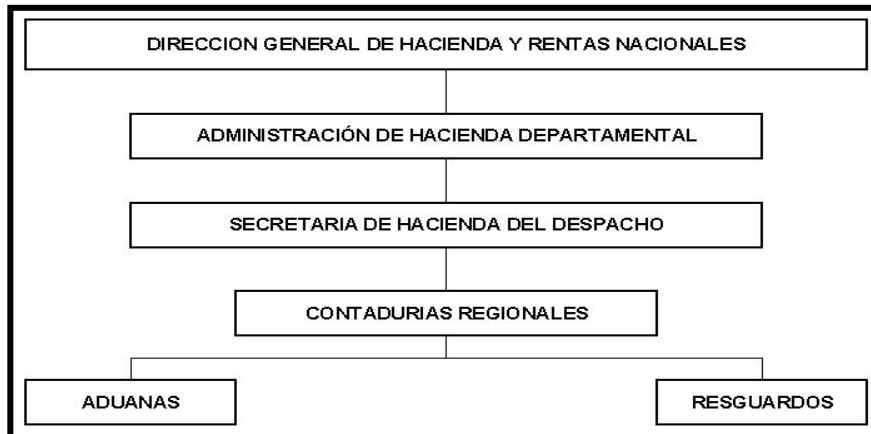 DIRECCION GENERAL DE HACIENDA Y RENTAS NACIONALES
ADMINISTRACIÓN DE HACIENDA DEPARTAMENTAL
SECRETARIA DE HACIENDA DEL DESPACHO
CONTADURIAS REGIONALES
ADUANAS
RESGUARDOS